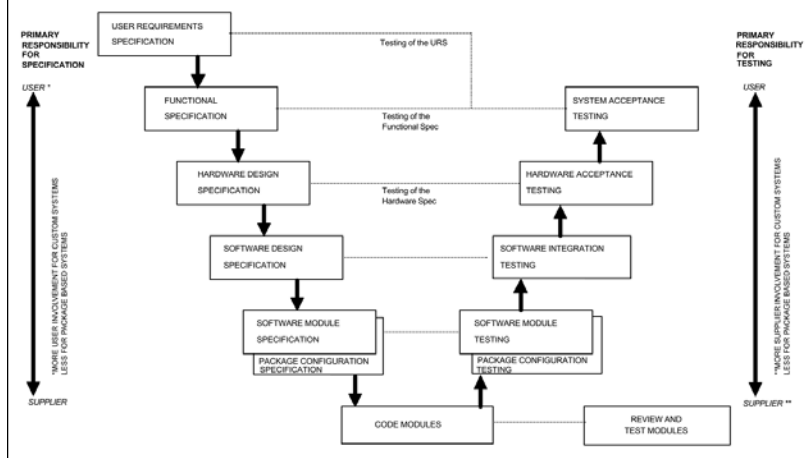 PRIMARY
RESPONSIBILITY
FOR
SPECIFICATION
USER *
*MORE USER INVOLVEMENT FOR CUSTOM SYSTEMS
LESS FOR PACKAGE BASED SYSTEMS
SUPPLIER
USER REQUIREMENTS
SPECIFICATION
Testing of the URS
FUNCTIONAL
SPECIFICATION
Testing of the
Functional Spec
SYSTEM ACCEPTANCE
TESTING
HARDWARE DESIGN
SPECIFICATION
Testing of the
Hardware Spec
HARDWARE ACCEPTANCE
TESTING
SOFTWARE DESIGN
SPECIFICATION
SOFTWARE INTEGRATION
TESTING
SOFTWARE MODULE
SPECIFICATION
PACKAGE CONFIGURATION
SPECIFICATION
SOFTWARE MODULE
TESTING
PACKAGE CONFIGURATION
TESTING
CODE MODULES
REVIEW AND
TEST MODULES
PRIMARY
RESPONSIBILITY
FOR
TESTING
USER
**MORE SUPPLIER INVOLVEMENT FOR CUSTOM SYSTEMS
LESS FOR PACKAGE BASED SYSTEMS
SUPPLIER **